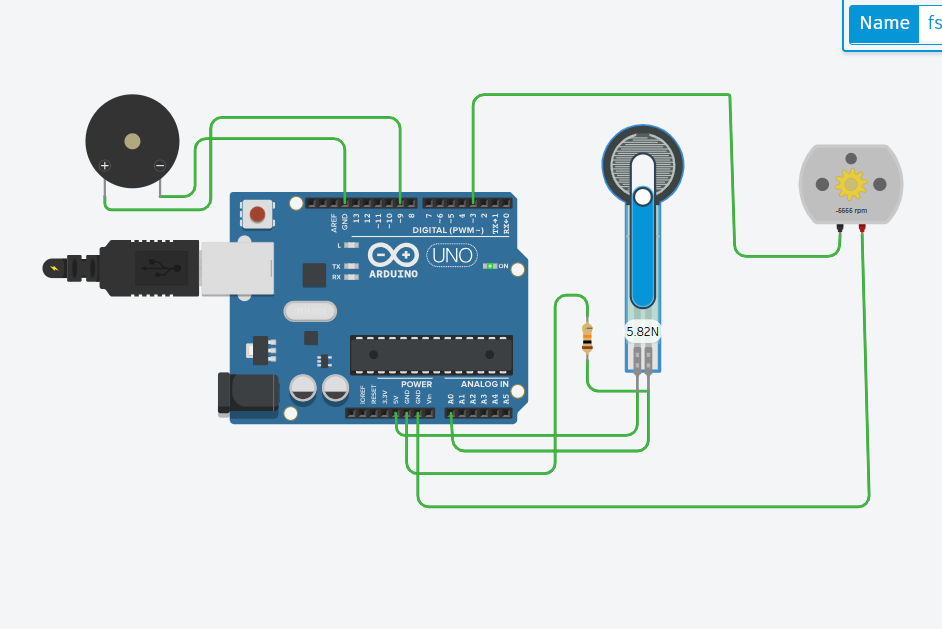 Name fs
+
−
AREF
GND
13
12
~11
~10
~9
8
7
~6
~5
4
~3
2
TX→1
RX←0
DIGITAL (PWM~)
L
TX
RX
ARDUINO
UNO
ON
-5555 rpm
5.82N
POWER
ANALOG IN
IOREF
RESET
3.3V
5V
GND
GND
Vin
A0
A1
A2
A3
A4
A5